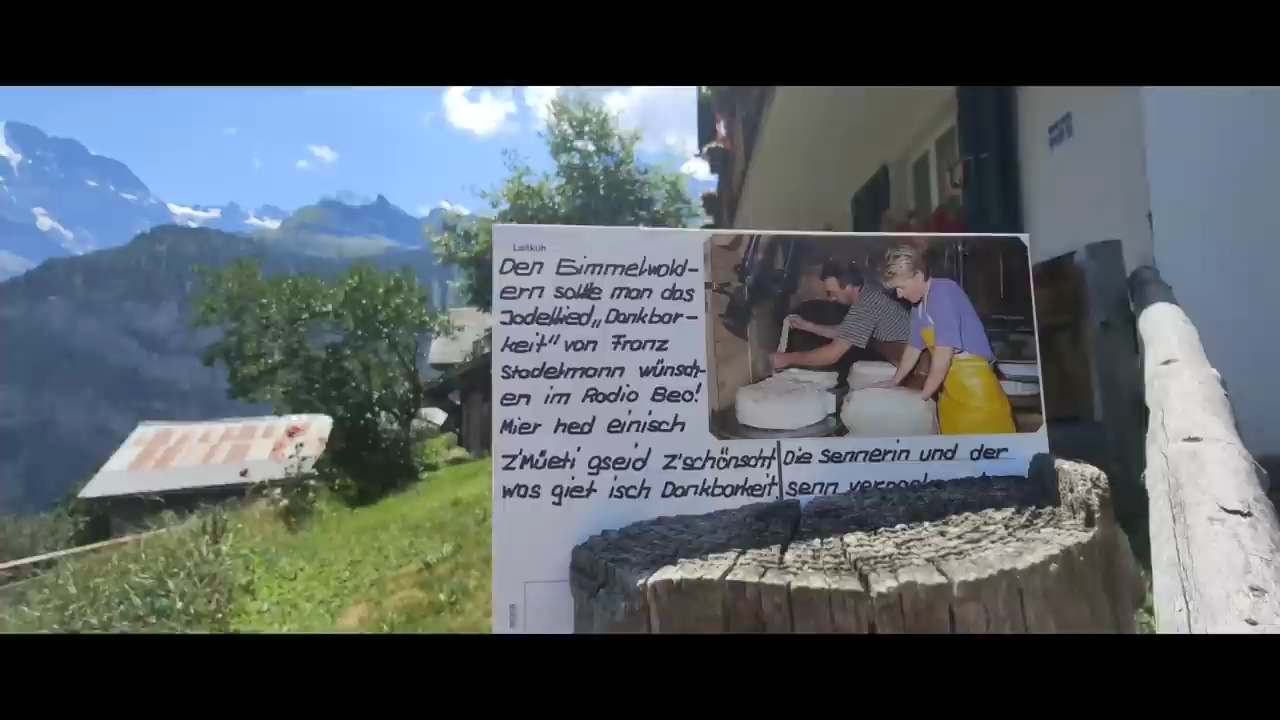 Leitkuh
Den Gimmelwald-
ern sollte man das
Jodellied „Dankbar-
keit" von Franz
Stadelmann wünsch-
en im Radio Beo!
Mier hed einisch
Z'Müeti gseid Z'schönscht
was giet isch Dankbarkeit
Die Sennerin und der
senn